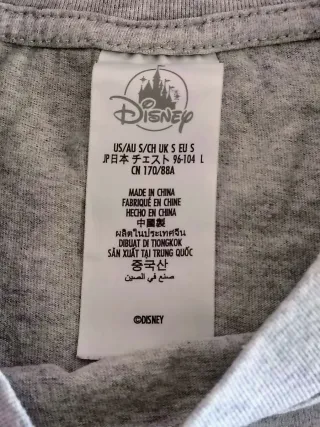 Disney
US/AU S/CH UK S EU S
JP日本 チェスト 96-104 L
CN 170/88A
MADE IN CHINA
FABRIQUÉ EN CHINE
HECHO EN CHINA
中國製
ผลิตในประเทศจีน
DIBUAT DI TIONGKOK
SẢN XUẤT TẠI TRUNG QUỐC
중국산
صنع في الصين
©DISNEY